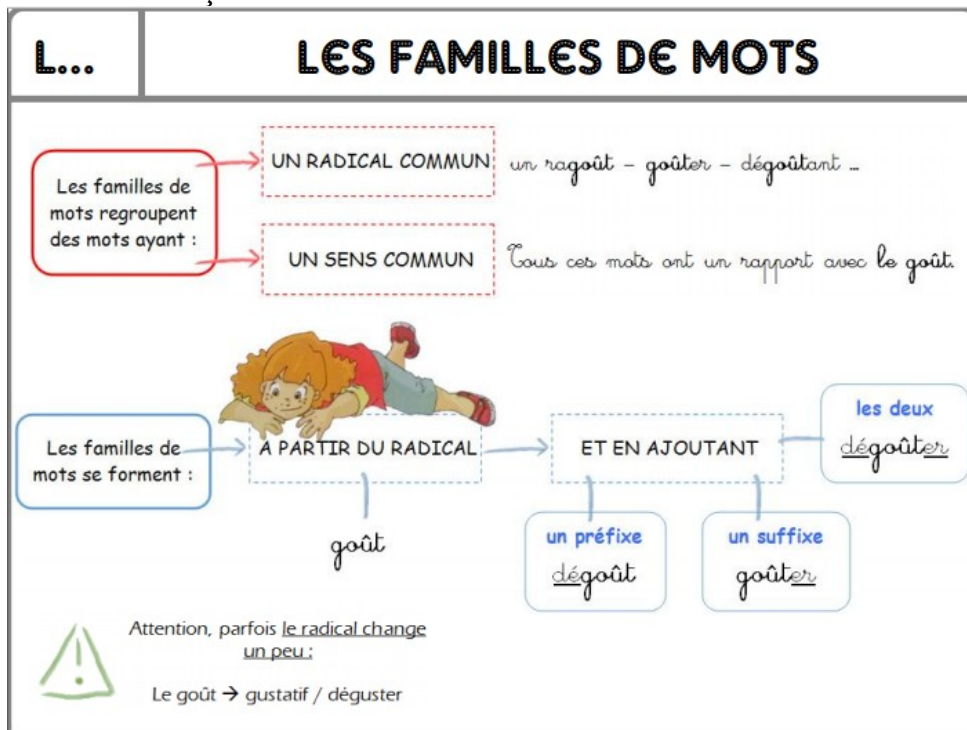 L...
LES FAMILLES DE MOTS
Les familles de
mots regroupent
des mots ayant :
UN RADICAL COMMUN
un ragoût – goûter – dégoûtant ...
UN SENS COMMUN
Tous ces mots ont un rapport avec le goût.
Les familles de
mots se forment :
A PARTIR DU RADICAL
goût
ET EN AJOUTANT
les deux
dégoûter
un préfixe
dégoût
un suffixe
goûter
Attention, parfois le radical change
un peu :
Le goût → gustatif / déguster